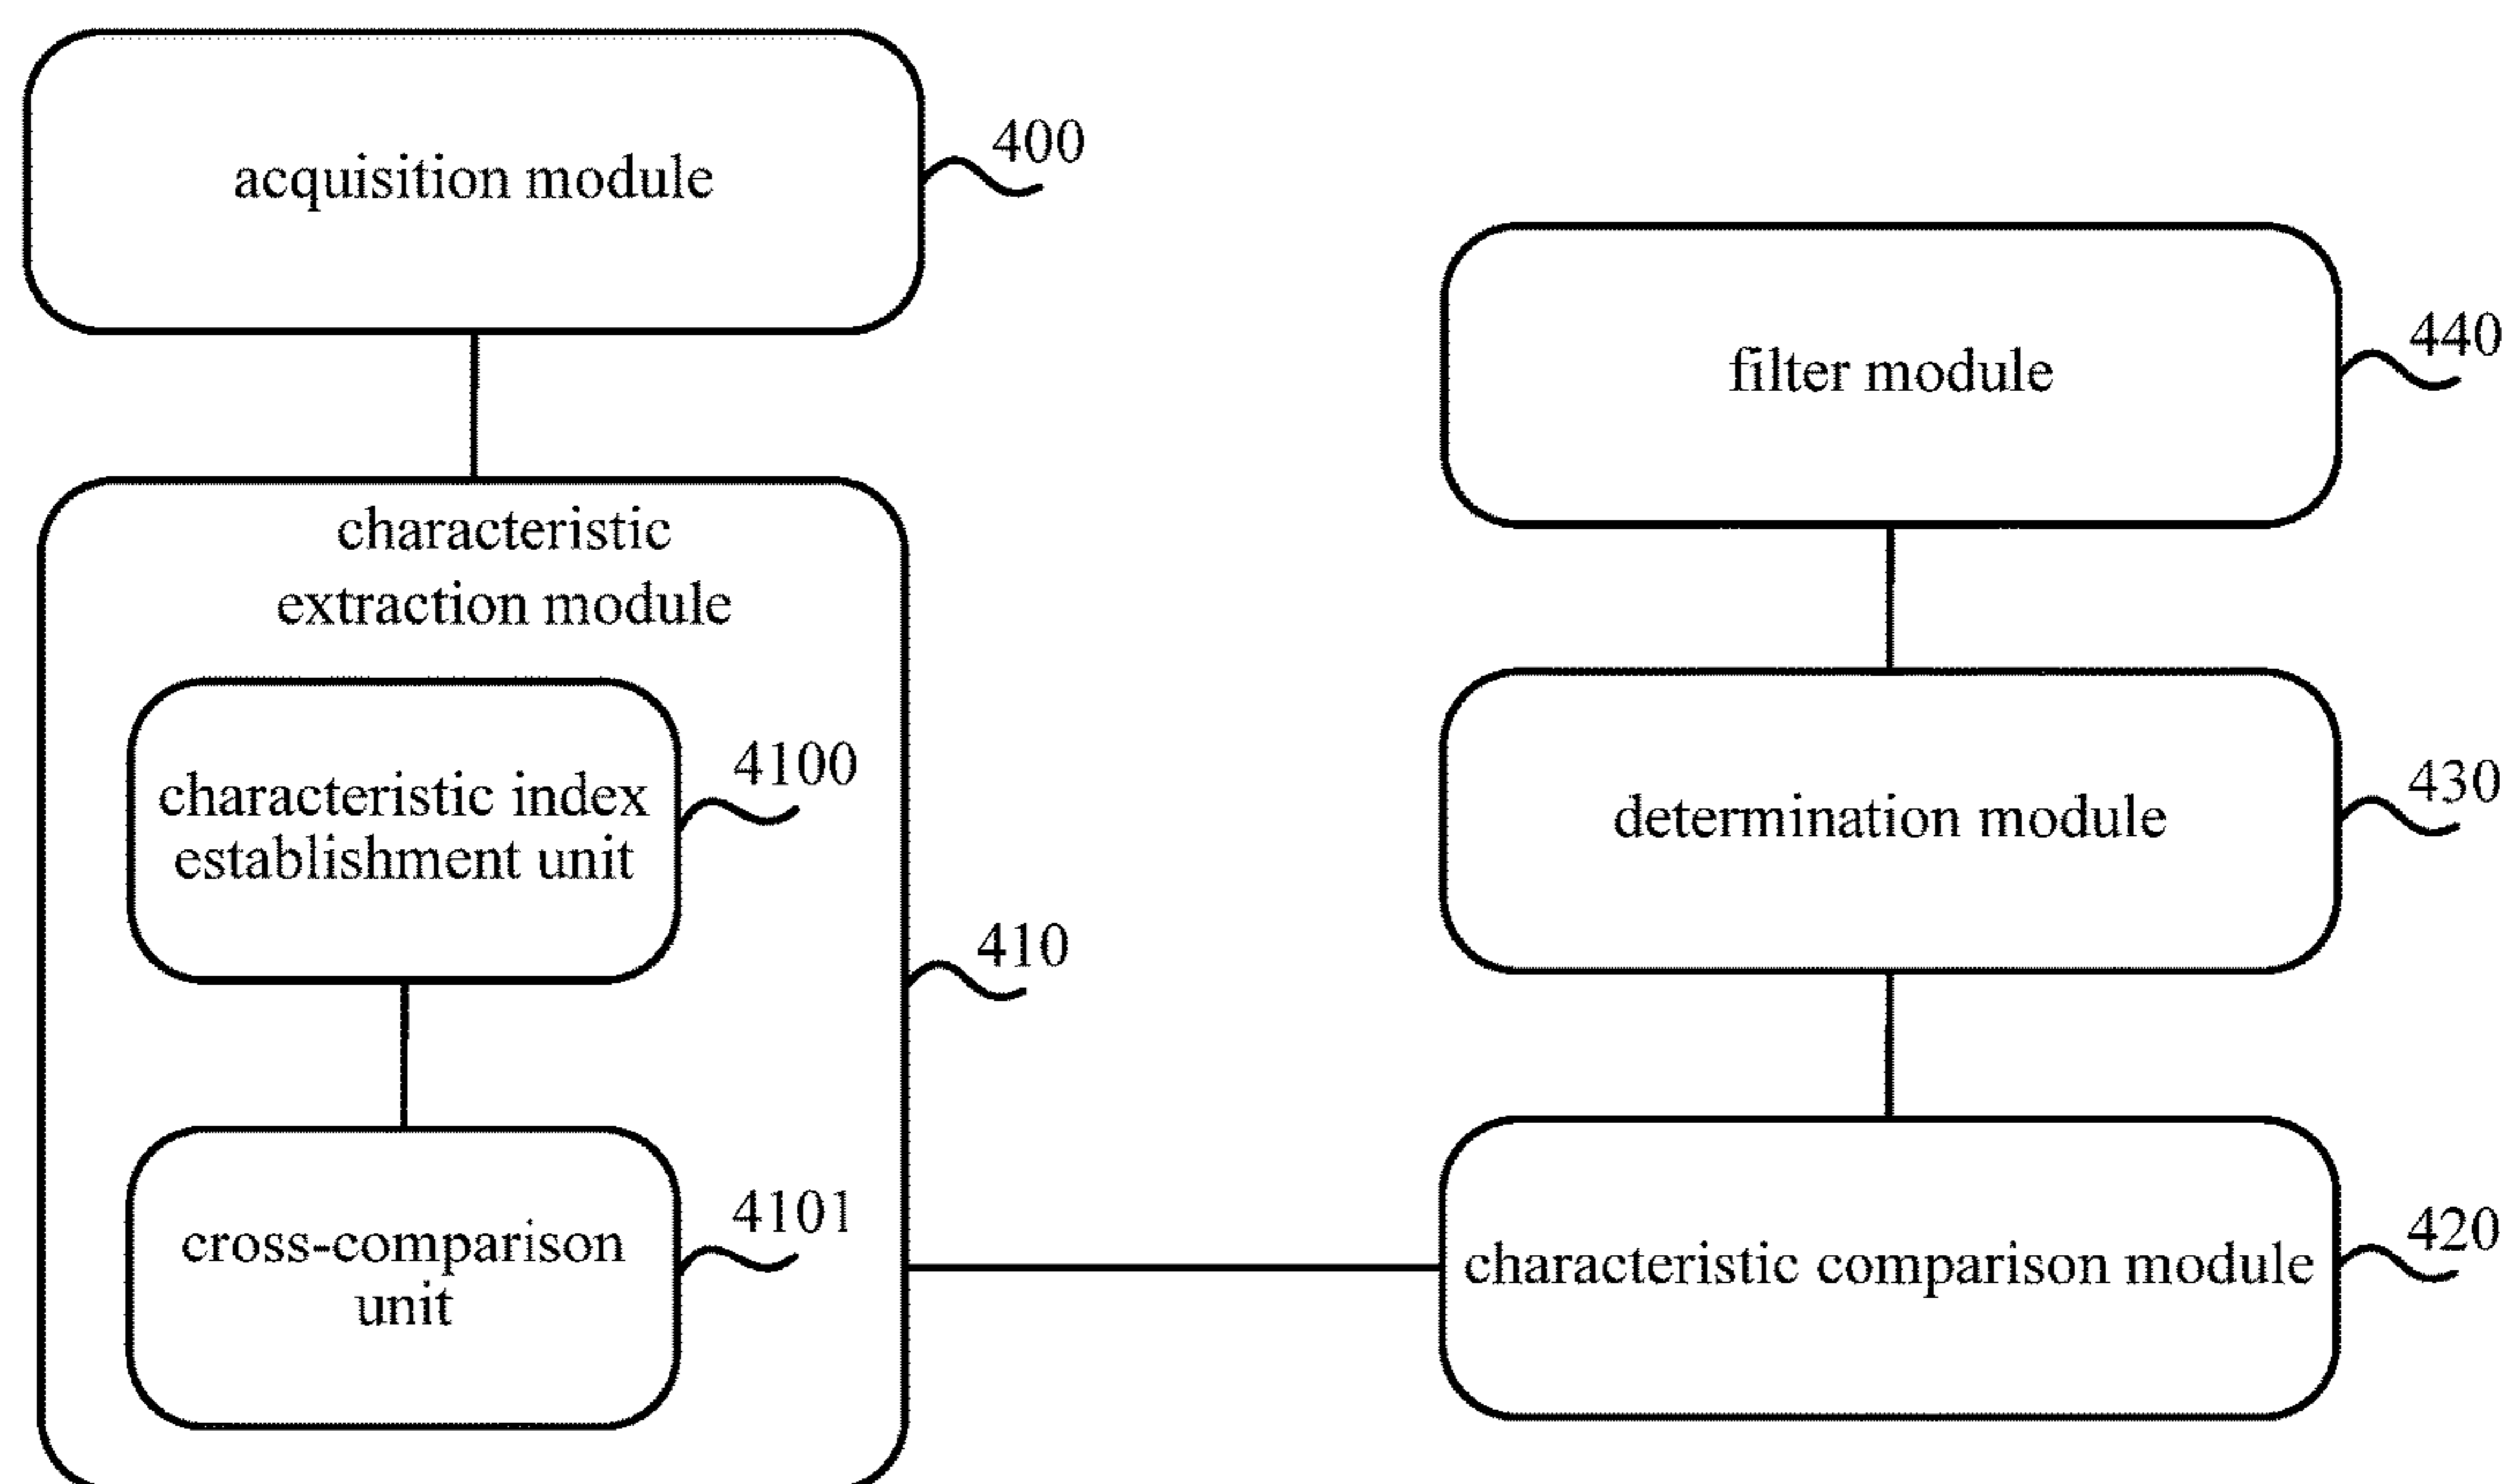 acquisition module
400
characteristic
extraction module
characteristic index
establishment unit
4100
410
cross-comparison
unit
4101
filter module
440
determination module
430
characteristic comparison module
420